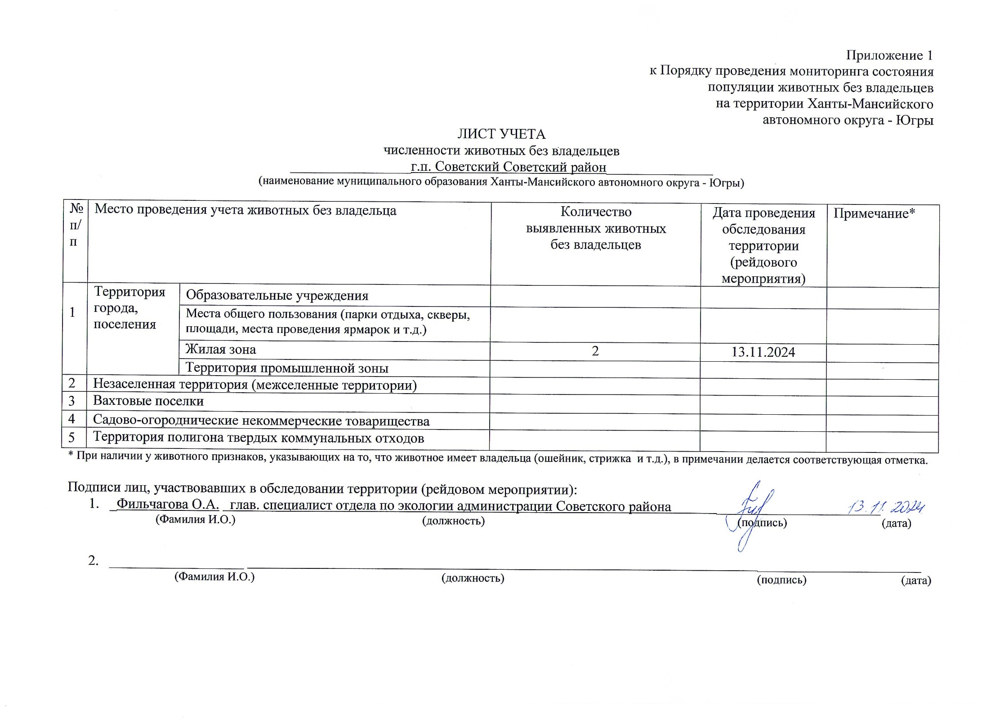 Приложение 1
к Порядку проведения мониторинга состояния
популяции животных без владельцев
на территории Ханты-Мансийского
автономного округа - Югры
ЛИСТ УЧЕТА
численности животных без владельцев
г.п. Советский Советский район
(наименование муниципального образования Ханты-Мансийского автономного округа - Югры)
№ п/п Место проведения учета животных без владельца Количество выявленных животных без владельцев Дата проведения обследования территории (рейдового мероприятия) Примечание*
1 Территория города, поселения Образовательные учреждения
Места общего пользования (парки отдыха, скверы,
площади, места проведения ярмарок и т.д.)
Жилая зона 2 13.11.2024
Территория промышленной зоны
2 Незаселенная территория (межселенные территории)
3 Вахтовые поселки
4 Садово-огороднические некоммерческие товарищества
5 Территория полигона твердых коммунальных отходов
* При наличии у животного признаков, указывающих на то, что животное имеет владельца (ошейник, стрижка и т.д.), в примечании делается соответствующая отметка.
Подписи лиц, участвовавших в обследовании территории (рейдовом мероприятии):
1. Фильчагова О.А. глав. специалист отдела по экологии администрации Советского района 13.11.2024
(Фамилия И.О.) (должность) (подпись) (дата)
2.
(Фамилия И.О.) (должность) (подпись) (дата)